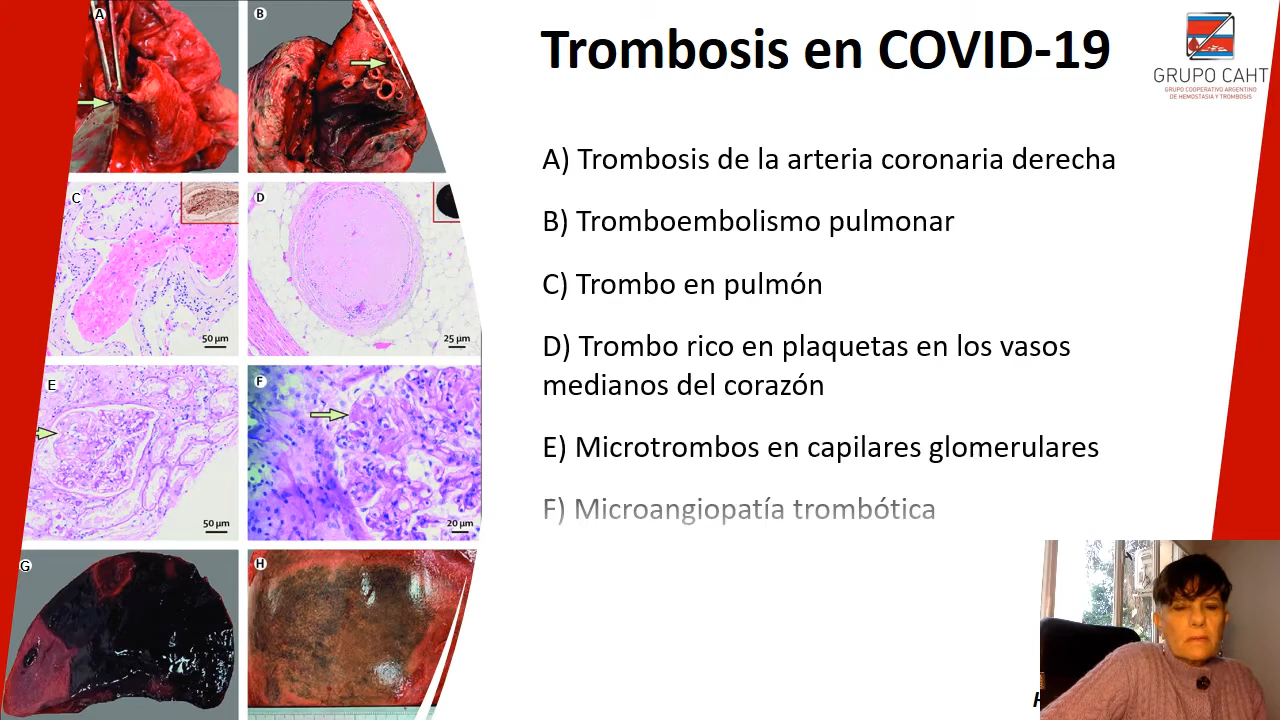 A
B
Trombosis en COVID-19
GRUPO CAHT
GRUPO COOPERATIVO ARGENTINO
DE HEMOSTASIA Y TROMBOSIS
A) Trombosis de la arteria coronaria derecha
B) Tromboembolismo pulmonar
C
D
C) Trombo en pulmón
50 µm
25 µm
D) Trombo rico en plaquetas en los vasos
medianos del corazón
E
F
E) Microtrombos en capilares glomerulares
50 µm
20 µm
F) Microangiopatía trombótica
G
H